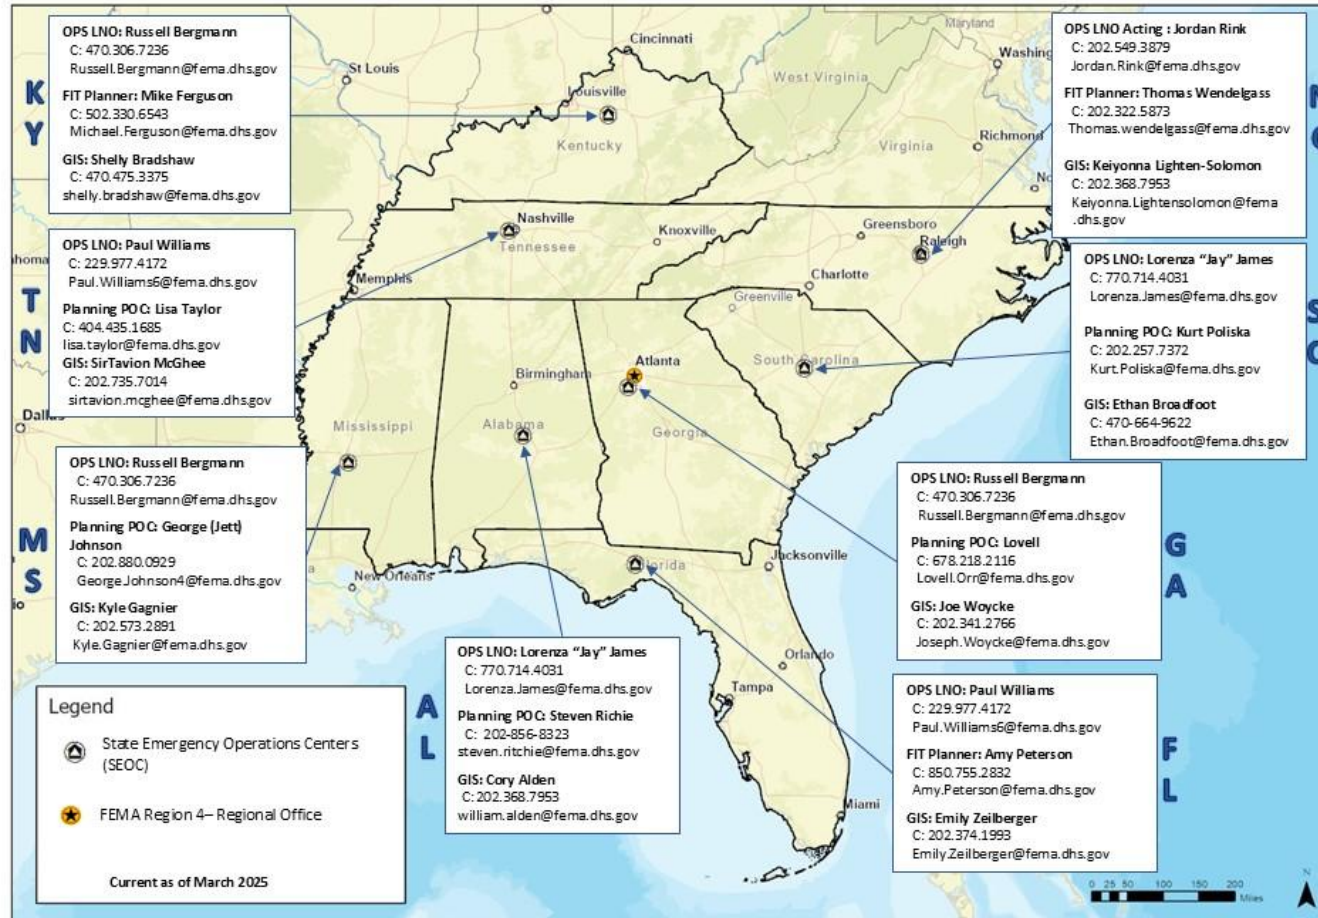 OPS LNO: Russell Bergmann
C: 470.306.7236
Russell.Bergmann@fema.dhs.gov
FIT Planner: Mike Ferguson
C: 502.330.6543
Michael.Ferguson@fema.dhs.gov
GIS: Shelly Bradshaw
C: 470.475.3375
shelly.bradshaw@fema.dhs.gov
K
Y
OPS LNO: Paul Williams
C: 229.977.4172
Paul.Williams6@fema.dhs.gov
Planning POC: Lisa Taylor
C: 404.435.1685
lisa.taylor@fema.dhs.gov
GIS: SirTavion McGhee
C: 202.735.7014
sirtavion.mcghee@fema.dhs.gov
T
N
OPS LNO: Russell Bergmann
C: 470.306.7236
Russell.Bergmann@fema.dhs.gov
Planning POC: George (Jett)
Johnson
C: 202.880.0929
George.Johnson4@fema.dhs.gov
GIS: Kyle Gagnier
C: 202.573.2891
Kyle.Gagnier@fema.dhs.gov
M
S
OPS LNO Acting : Jordan Rink
C: 202.549.3879
Jordan.Rink@fema.dhs.gov
FIT Planner: Thomas Wendelgass
C: 202.322.5873
Thomas.wendelgass@fema.dhs.gov
GIS: Keiyonna Lighten-Solomon
C: 202.368.7953
Keiyonna.Lightensolomon@fema
.dhs.gov
OPS LNO: Lorenza “Jay” James
C: 770.714.4031
Lorenza.James@fema.dhs.gov
Planning POC: Kurt Poliska
C: 202.257.7372
Kurt.Poliska@fema.dhs.gov
GIS: Ethan Broadfoot
C: 470-664-9622
Ethan.Broadfoot@fema.dhs.gov
OPS LNO: Russell Bergmann
C: 470.306.7236
Russell.Bergmann@fema.dhs.gov
Planning POC: Lovell
C: 678.218.2116
Lovell.Orr@fema.dhs.gov
GIS: Joe Woycke
C: 202.341.2766
Joseph.Woycke@fema.dhs.gov
G
A
OPS LNO: Lorenza “Jay” James
C: 770.714.4031
Lorenza.James@fema.dhs.gov
Planning POC: Steven Richie
C: 202-856-8323
steven.ritchie@fema.dhs.gov
GIS: Cory Alden
C: 202.368.7953
william.alden@fema.dhs.gov
A
L
OPS LNO: Paul Williams
C: 229.977.4172
Paul.Williams6@fema.dhs.gov
FIT Planner: Amy Peterson
C: 850.755.2832
Amy.Peterson@fema.dhs.gov
GIS: Emily Zeilberger
C: 202.374.1993
Emily.Zeilberger@fema.dhs.gov
F
L
Cincinnati
Maryland
St Louis
West Virginia
Louisville
Kentucky
Virginia
Richmond
Nashville
Tennessee
Knoxville
Greensboro
Raleigh
Memphis
Charlotte
Greenville
South Carolina
Atlanta
Birmingham
Dallas
Mississippi
Alabama
Georgia
Jacksonville
New Orleans
Florida
Orlando
Tampa
Miami
Legend
State Emergency Operations Centers
(SEOC)
FEMA Region 4– Regional Office
Current as of March 2025
N
0 25 50 100 150 200
Miles